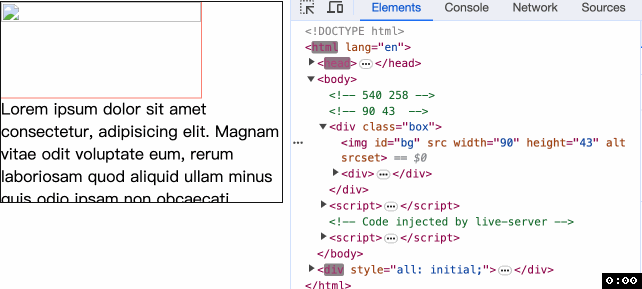 Lorem ipsum dolor sit amet
consectetur, adipisicing elit. Magnam
vitae odit voluptate eum, rerum
laboriosam quod aliquid ullam minus
quis odio ipsam non obcaecati
Elements Console Network Sources
<!DOCTYPE html>
<html lang="en">
<head>…</head>
<body>
<!-- 540 258 -->
<!-- 90 43 -->
<div class="box">
<img id="bg" src width="90" height="43" alt
srcset> == $0
<div>…</div>
</div>
<script>…</script>
<!-- Code injected by live-server -->
<script>…</script>
</body>
<div style="all: initial;">…</div>
</html>
0:00